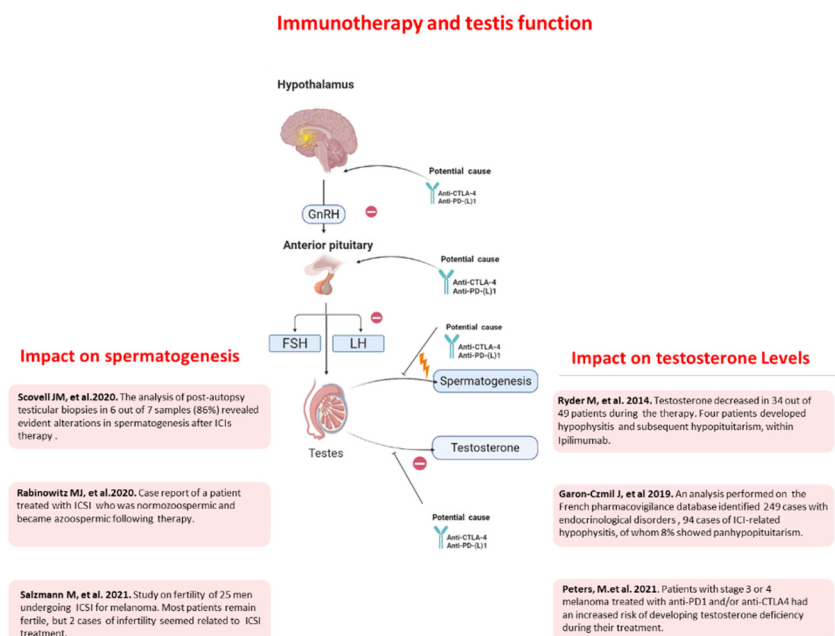 Immunotherapy and testis function
Hypothalamus
Potential cause
Anti-CTLA-4
Anti-PD-(L)1
GnRH
Anterior pituitary
Potential cause
Anti-CTLA-4
Anti-PD-(L)1
FSH
LH
Potential cause
Anti-CTLA-4
Anti-PD-(L)1
Spermatogenesis
Testes
Testosterone
Potential cause
Anti-CTLA-4
Anti-PD-(L)1
Impact on spermatogenesis
Scovell JM, et al.2020. The analysis of post-autopsy
testicular biopsies in 6 out of 7 samples (86%) revealed
evident alterations in spermatogenesis after ICIs
therapy .
Rabinowitz MJ, et al.2020. Case report of a patient
treated with ICSI who was normozoospermic and
became azoospermic following therapy.
Salzmann M, et al. 2021. Study on fertility of 25 men
undergoing ICSI for melanoma. Most patients remain
fertile, but 2 cases of infertility seemed related to ICSI
treatment.
Impact on testosterone Levels
Ryder M, et al. 2014. Testosterone decreased in 34 out of
49 patients during the therapy. Four patients developed
hypophysitis and subsequent hypopituitarism, within
Ipilimumab.
Garon-Czmil J, et al 2019. An analysis performed on the
French pharmacovigilance database identified 249 cases with
endocrinological disorders , 94 cases of ICI-related
hypophysitis, of whom 8% showed panhypopituitarism.
Peters, M.et al. 2021. Patients with stage 3 or 4
melanoma treated with anti-PD1 and/or anti-CTLA4 had
an increased risk of developing testosterone deficiency
during their treatment.